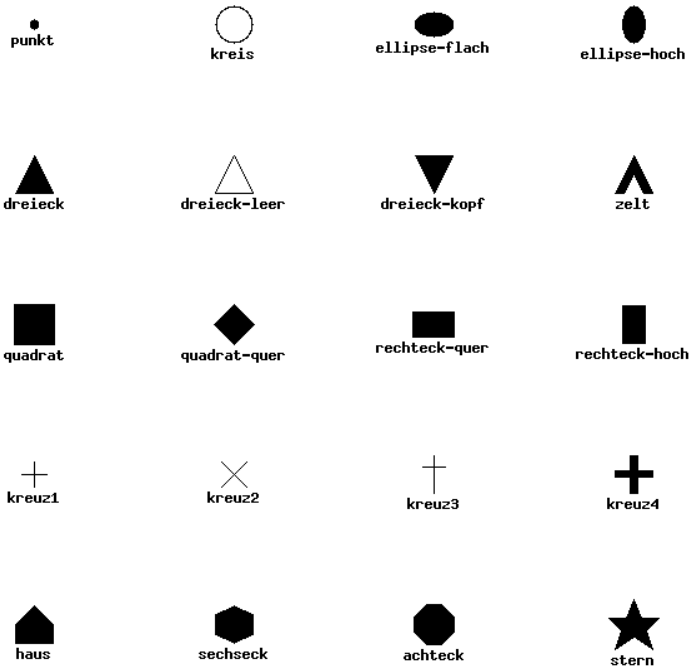 punkt
kreis
ellipse-flach
ellipse-hoch
dreieck
dreieck-leer
dreieck-kopf
zelt
quadrat
quadrat-quer
rechteck-quer
rechteck-hoch
kreuz1
kreuz2
kreuz3
kreuz4
haus
sechseck
achteck
stern